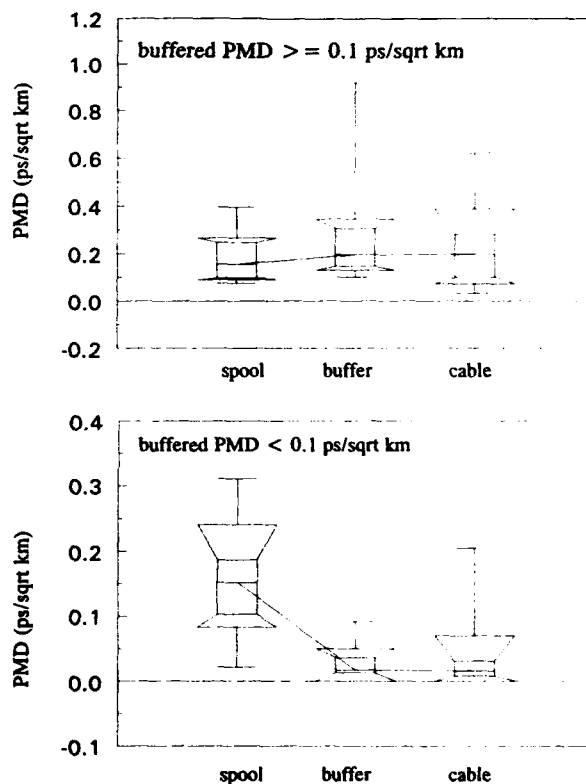 1.2
buffered PMD > = 0.1 ps/sqrt km
1.0
0.8
0.6
0.4
0.2
0.0
-0.2
PMD (ps/sqrt km)
spool buffer cable
0.4
buffered PMD < 0.1 ps/sqrt km
0.3
0.2
0.1
0.0
-0.1
PMD (ps/sqrt km)
spool buffer cable